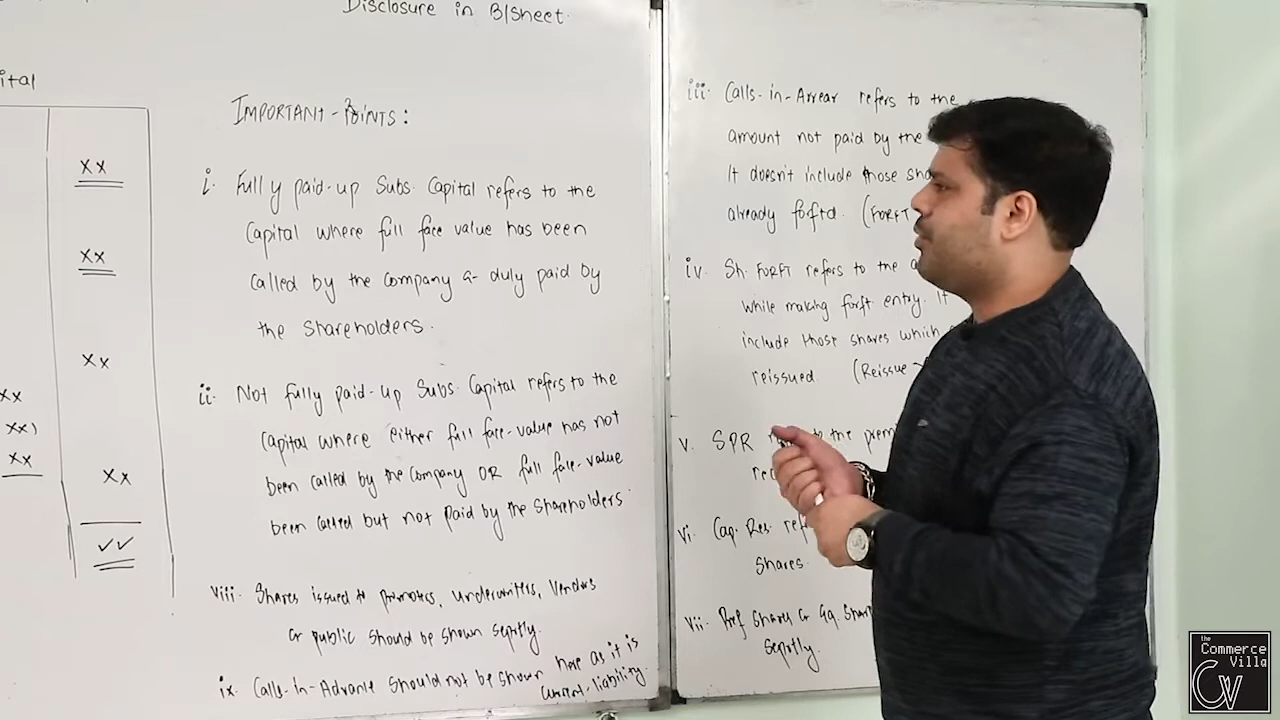 Disclosure in B/Sheet.
ital
xx
xx
xx
xx
xx)
xx
xx
✓✓
IMPORTANT-POINTS:
i. Fully paid-up Subs. Capital refers to the
Capital where full face value has been
called by the company & duly paid by
the shareholders.
ii. Not fully paid-up Subs. Capital refers to the
Capital where either full face-value has not
been called by the Company OR full face-value
been called but not paid by the shareholders.
viii. Shares issued to promoters, underwriters, Vendors
or public should be shown seprtly.
ix. Calls-in-Advance should not be shown here as it is
current-liability.
iii. Calls-in-Arrear refers to the
amount not paid by the
It doesn't include those sha
already forftd. (FORFT
iv. Sh. FORFT refers to the a
while making forft entry. It
include those shares which
reissued. (Reissue
v. SPR to the premi
rec
vi. Cap. Res. ref
Shares.
vii. Pref shares & Eq. Shar
seprtly.
the
Commerce
Villa
CV